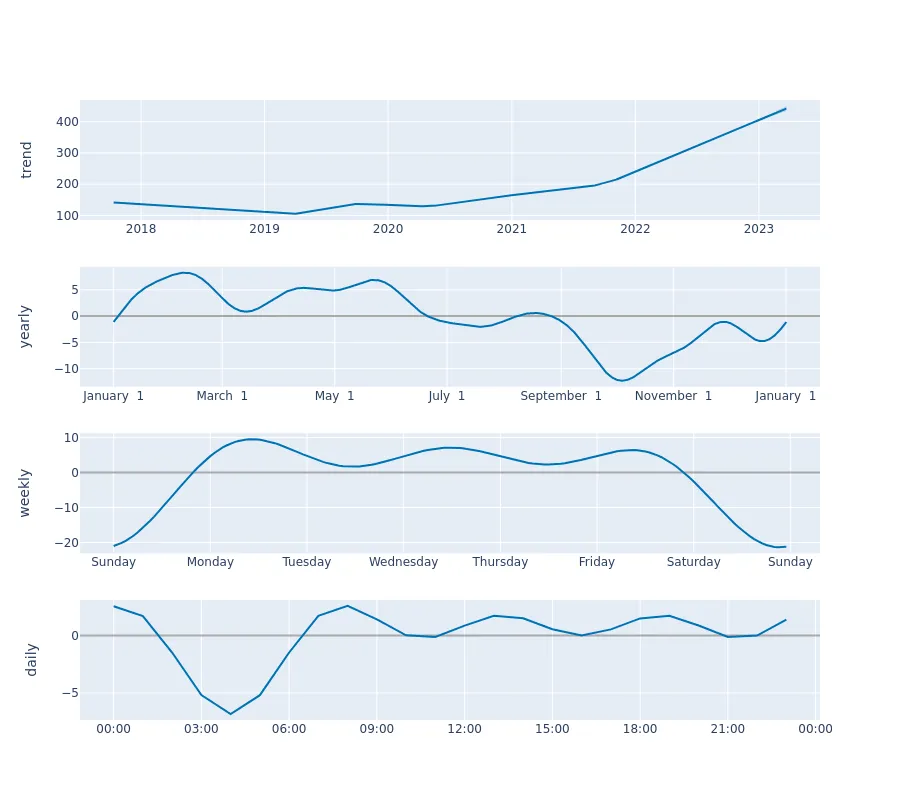 trend
400
300
200
100
2018 2019 2020 2021 2022 2023
yearly
5
0
−5
−10
January 1 March 1 May 1 July 1 September 1 November 1 January 1
weekly
10
0
−10
−20
Sunday Monday Tuesday Wednesday Thursday Friday Saturday Sunday
daily
0
−5
00:00 03:00 06:00 09:00 12:00 15:00 18:00 21:00 00:00